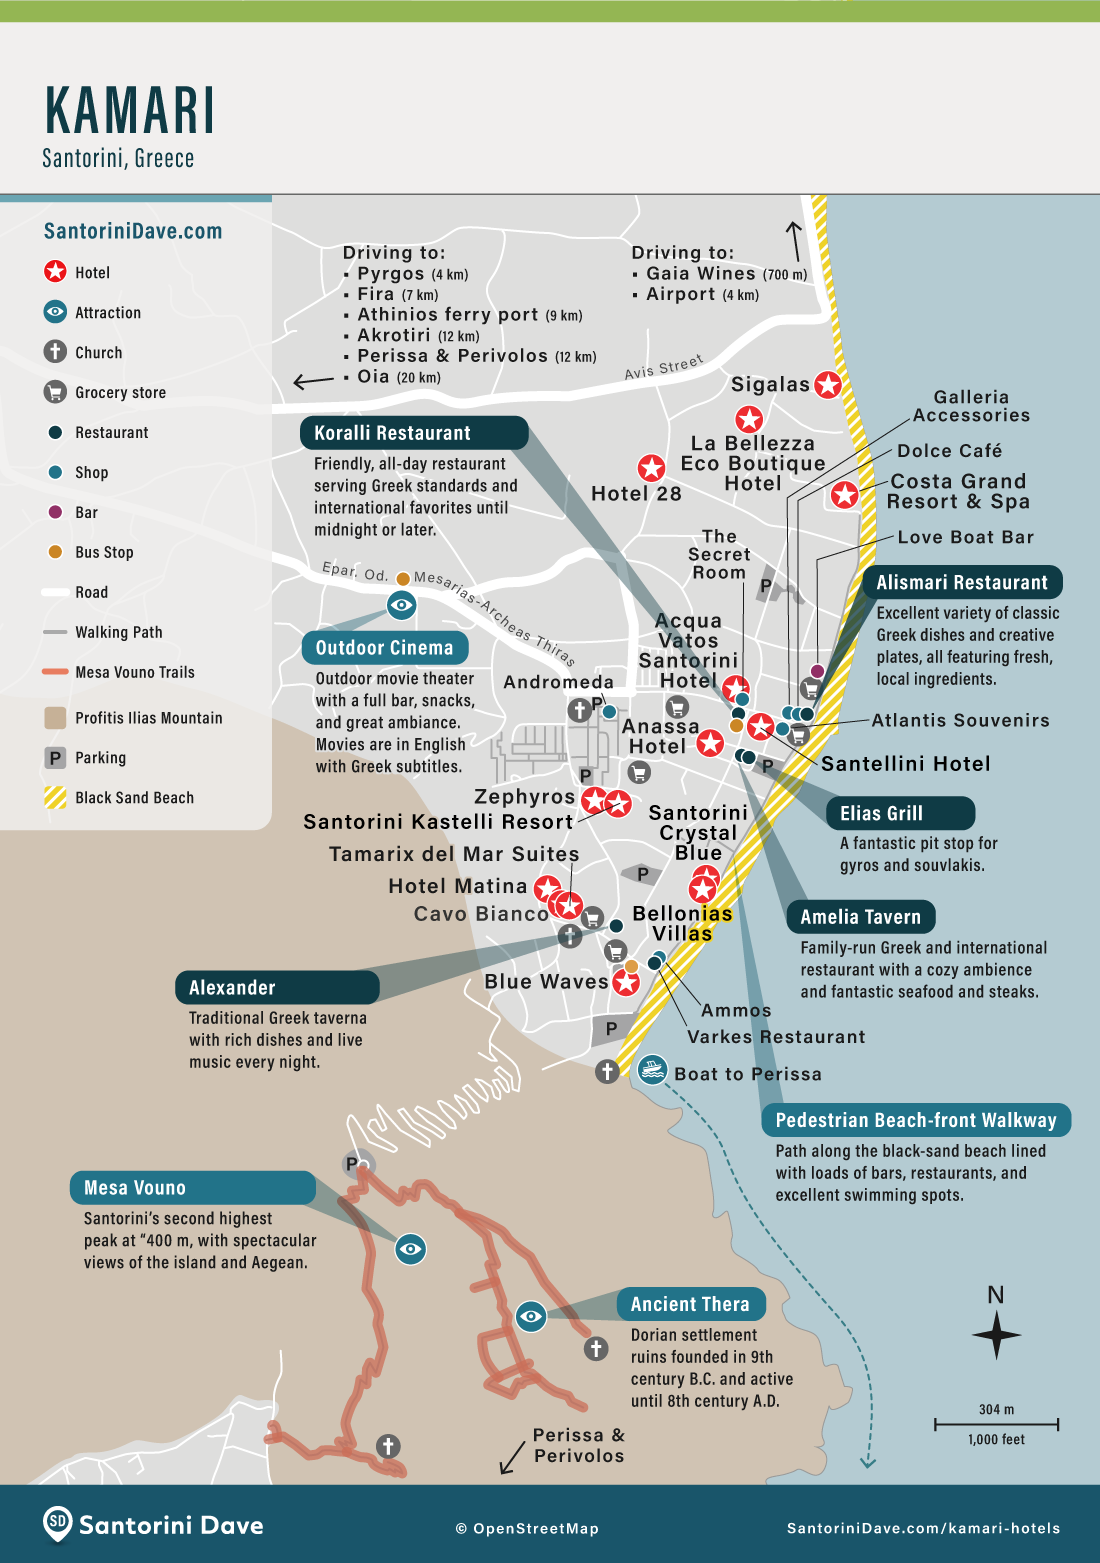 KAMARI
Santorini, Greece
SantoriniDave.com
Hotel
Attraction
Church
Grocery store
Restaurant
Shop
Bar
Bus Stop
Road
Walking Path
Mesa Vouno Trails
Profitis Ilias Mountain
P Parking
Black Sand Beach
Driving to:
▪ Pyrgos (4 km)
▪ Fira (7 km)
▪ Athinios ferry port (9 km)
▪ Akrotiri (12 km)
▪ Perissa & Perivolos (12 km)
▪ Oia (20 km)
Driving to:
▪ Gaia Wines (700 m)
▪ Airport (4 km)
Avis Street
Sigalas
La Bellezza
Eco Boutique
Hotel
Hotel 28
Galleria
Accessories
Dolce Café
Costa Grand
Resort & Spa
Love Boat Bar
Koralli Restaurant
Friendly, all-day restaurant
serving Greek standards and
international favorites until
midnight or later.
The
Secret
Room
P
Epar. Od. Mesarias-Archeas Thiras
Alismari Restaurant
Excellent variety of classic
Greek dishes and creative
plates, all featuring fresh,
local ingredients.
Outdoor Cinema
Outdoor movie theater
with a full bar, snacks,
and great ambiance.
Movies are in English
with Greek subtitles.
Acqua
Vatos
Santorini
Hotel
Andromeda
P
Anassa
Hotel
Atlantis Souvenirs
Santellini Hotel
P
P
Zephyros
Santorini Kastelli Resort
Santorini
Crystal
Blue
Elias Grill
A fantastic pit stop for
gyros and souvlakis.
Tamarix del Mar Suites
Hotel Matina
Cavo Bianco
P
Bellonias
Villas
Amelia Tavern
Family-run Greek and international
restaurant with a cozy ambience
and fantastic seafood and steaks.
Alexander
Traditional Greek taverna
with rich dishes and live
music every night.
Blue Waves
Ammos
Varkes Restaurant
P
Boat to Perissa
Pedestrian Beach-front Walkway
Path along the black-sand beach lined
with loads of bars, restaurants, and
excellent swimming spots.
P
Mesa Vouno
Santorini's second highest
peak at “400 m, with spectacular
views of the island and Aegean.
Ancient Thera
Dorian settlement
ruins founded in 9th
century B.C. and active
until 8th century A.D.
Perissa &
Perivolos
N
304 m
1,000 feet
SD Santorini Dave
© OpenStreetMap
SantoriniDave.com/kamari-hotels